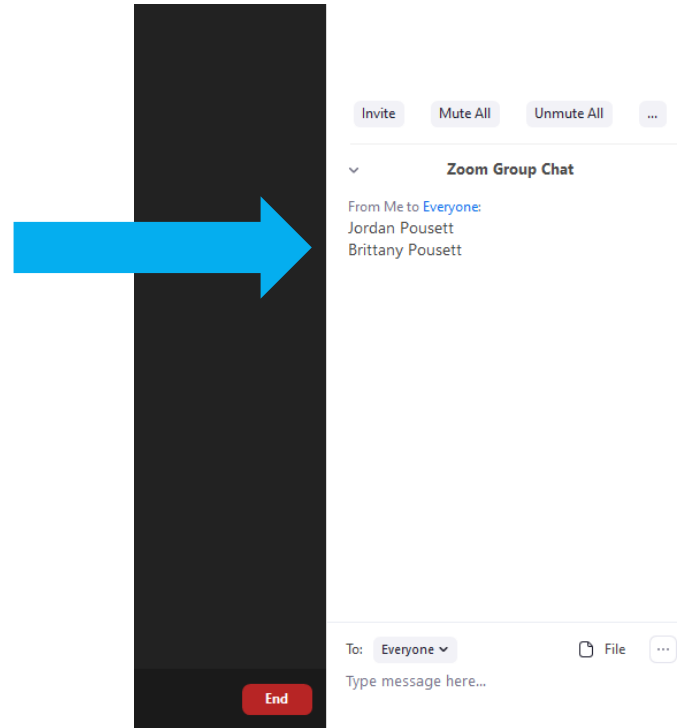 Invite Mute All Unmute All ...
Zoom Group Chat
From Me to Everyone:
Jordan Pousett
Brittany Pousett
To: Everyone File ...
Type message here...
End